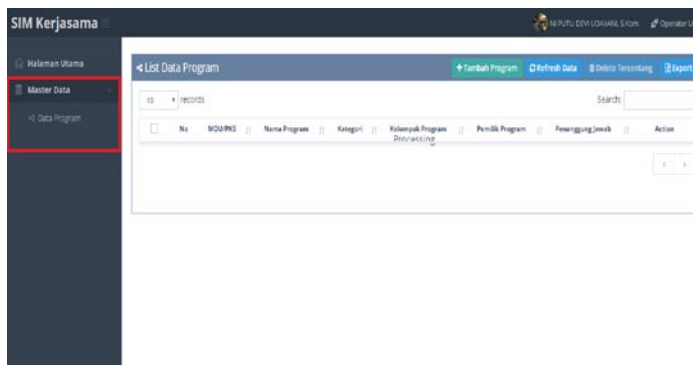 SIM Kerjasama
NI PUTU DEVI UDAYANI, S.Kom. Operator U
Halaman Utama
Master Data
Data Program
List Data Program
Tambah Program Refresh Data Delete Tercentang Export
10 records
Search:
No MOU/PKS Nama Program Kategori Kelompok Program Pemilik Program Penanggung Jawab Action
Processing